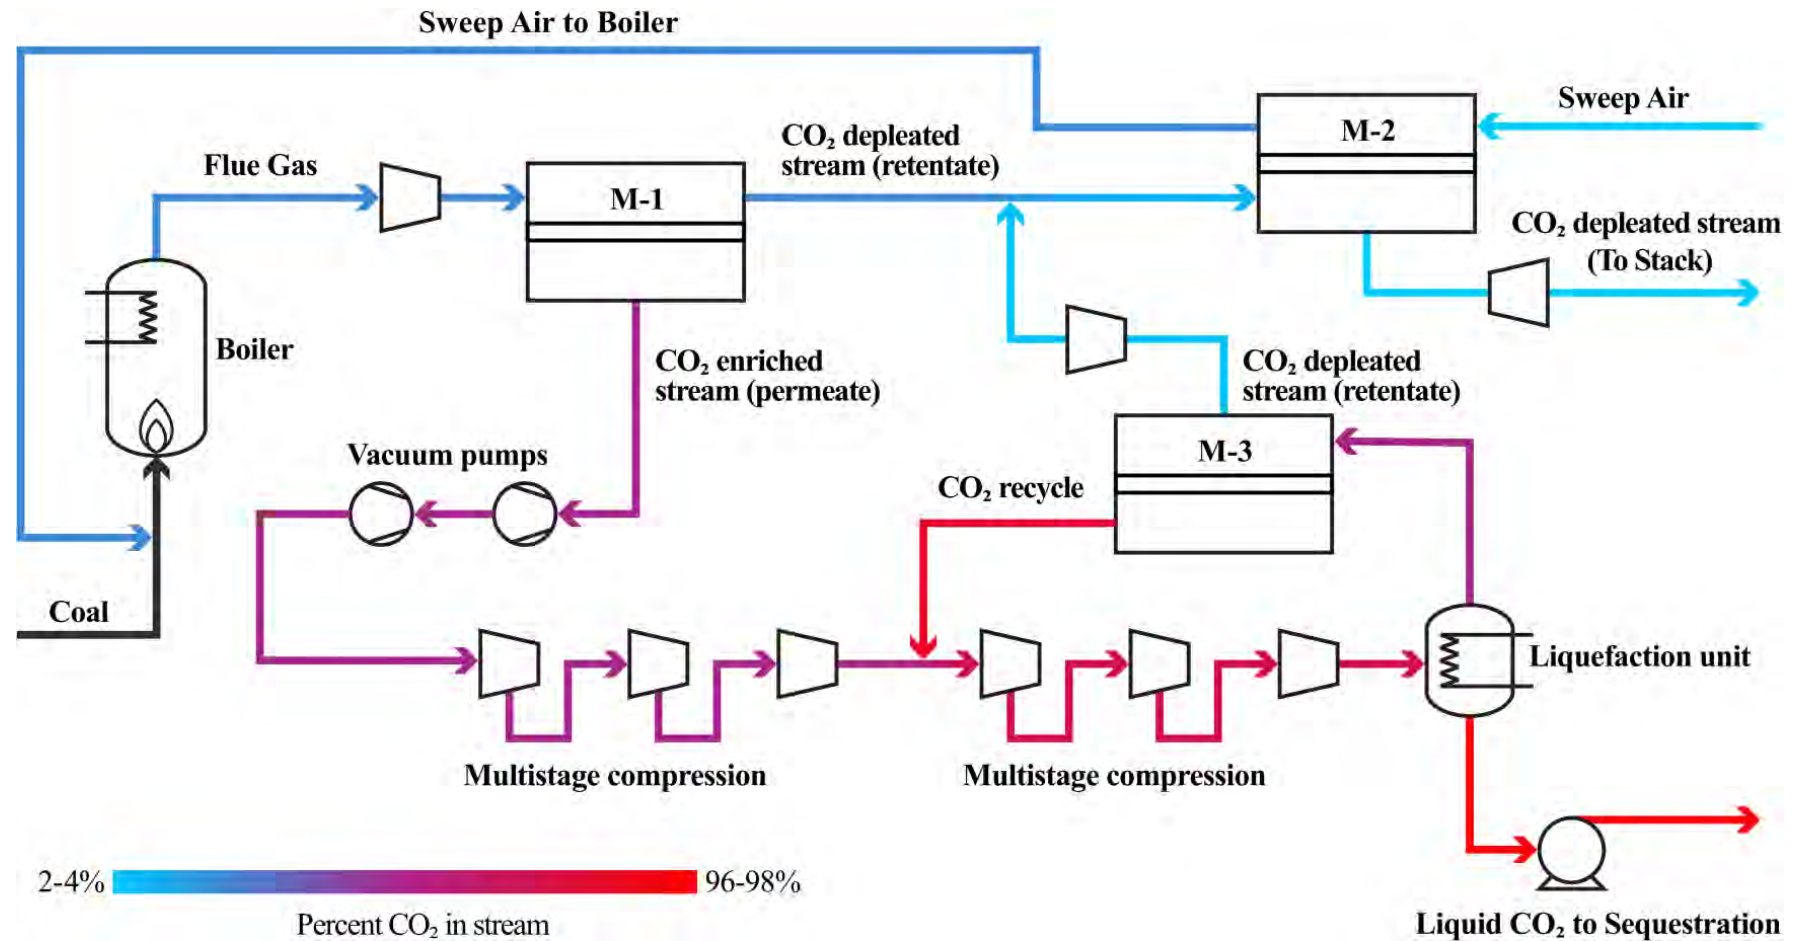 Sweep Air to Boiler
Sweep Air
M-2
CO₂ depleated
stream (retentate)
Flue Gas
M-1
CO₂ depleated stream
(To Stack)
Boiler
CO₂ enriched
stream (permeate)
CO₂ depleated
stream (retentate)
Vacuum pumps
M-3
CO₂ recycle
Coal
Liquefaction unit
Multistage compression
Multistage compression
2-4%
96-98%
Percent CO₂ in stream
Liquid CO₂ to Sequestration